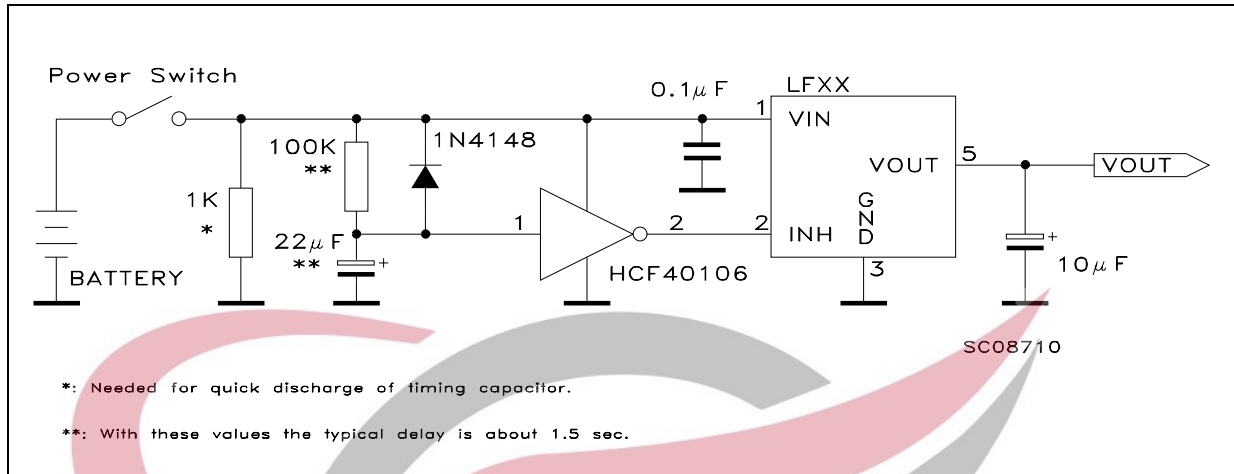 Power Switch
0.1µF
LFXX
1
VIN
1N4148
100K
**
VOUT
5
VOUT
1K
*
GND
1
2
2
INH
22µF
**
+
+
BATTERY
HCF40106
3
10µF
SC08710
*: Needed for quick discharge of timing capacitor.
**: With these values the typical delay is about 1.5 sec.